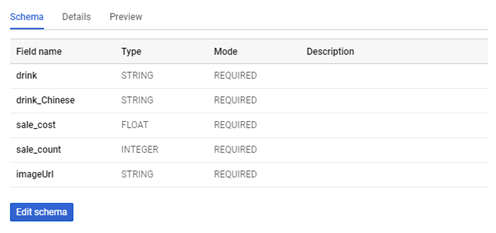 Schema Details Preview
Field name Type Mode Description
drink STRING REQUIRED
drink_Chinese STRING REQUIRED
sale_cost FLOAT REQUIRED
sale_count INTEGER REQUIRED
imageUrl STRING REQUIRED
Edit schema